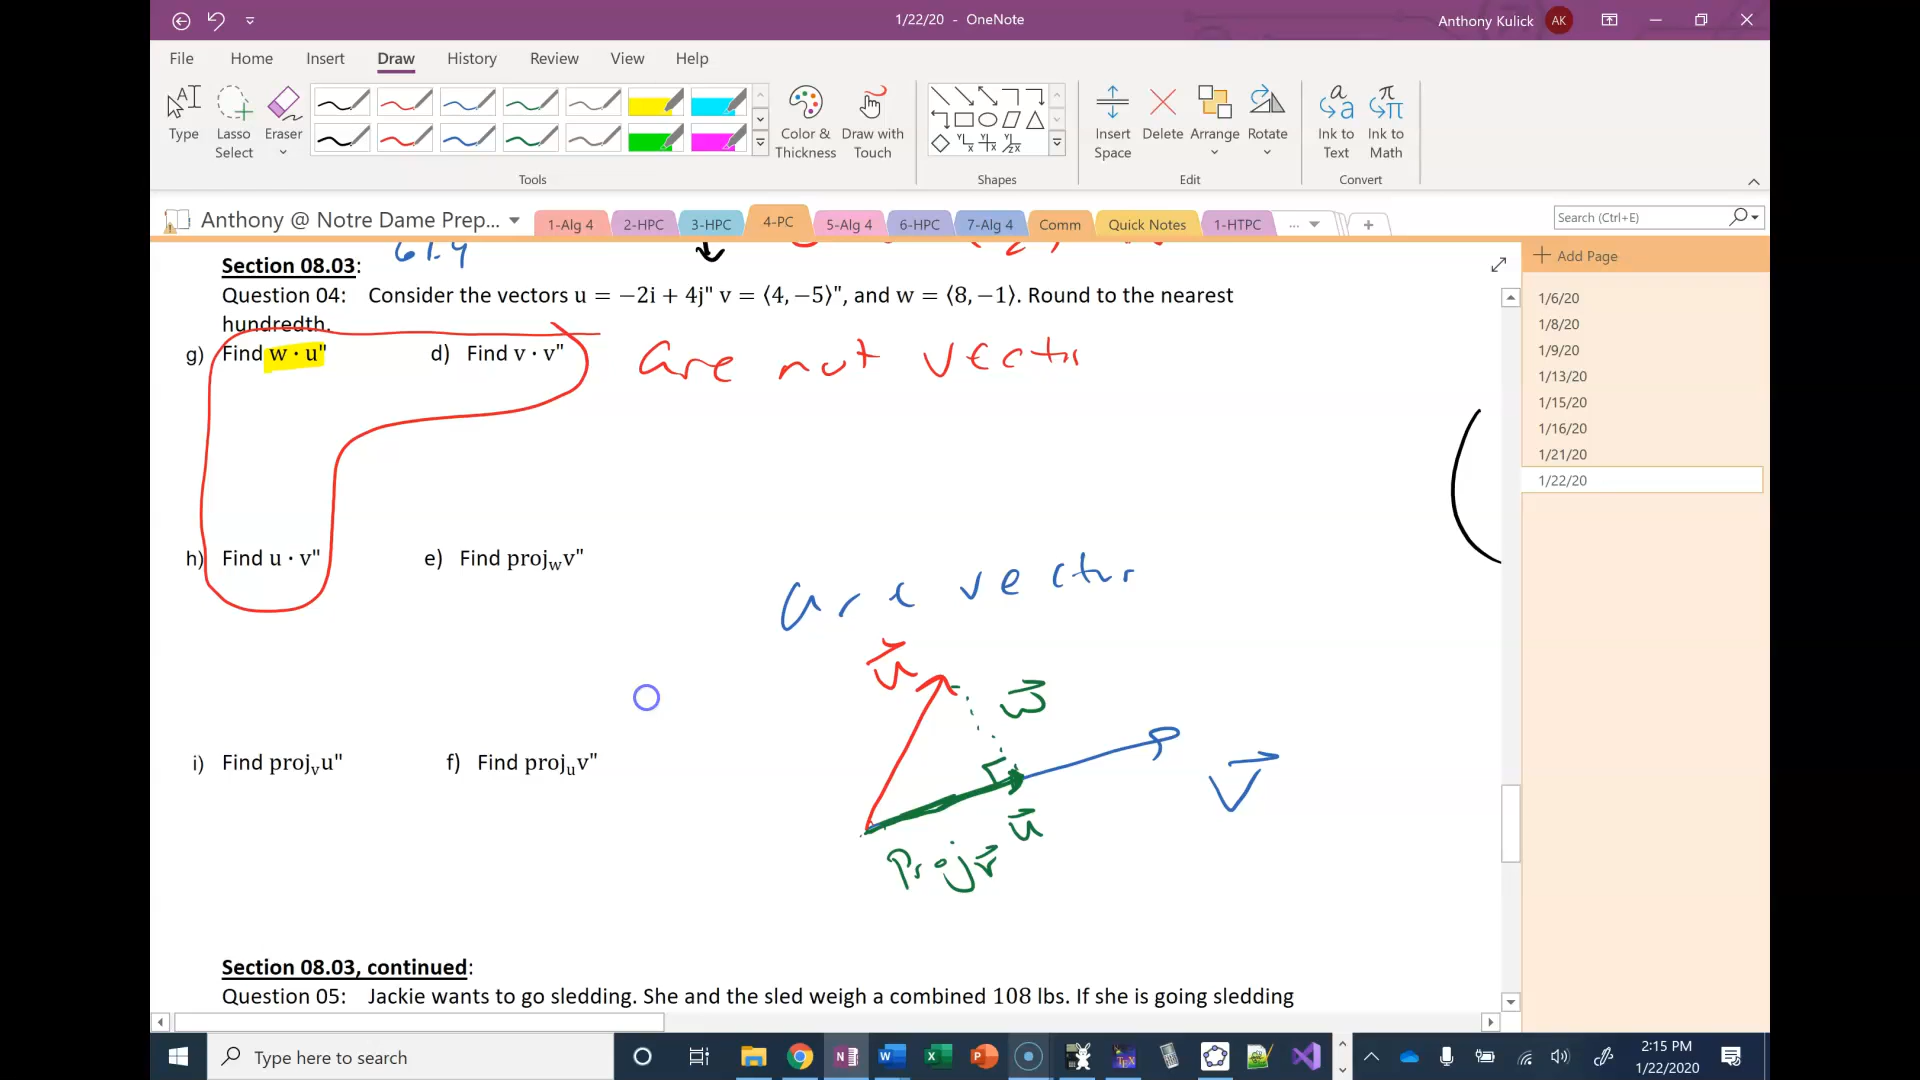 1/22/20 - OneNote
Anthony Kulick AK
File Home Insert Draw History Review View Help
Type
Lasso Select
Eraser
Color & Thickness
Draw with Touch
Insert Space
Delete
Arrange
Rotate
Ink to Text
Ink to Math
Tools Shapes Edit Convert
Anthony @ Notre Dame Prep...
1-Alg 4 2-HPC 3-HPC 4-PC 5-Alg 4 6-HPC 7-Alg 4 Comm Quick Notes 1-HTPC ...
Search (Ctrl+E)
Add Page
1/6/20
1/8/20
1/9/20
1/13/20
1/15/20
1/16/20
1/21/20
1/22/20
61.4
Section 08.03:
Question 04: Consider the vectors u = −2i + 4j" v = ⟨4, −5⟩", and w = ⟨8, −1⟩. Round to the nearest
hundredth.
g) Find w · u" d) Find v · v" are not vector
h) Find u · v" e) Find proj_w v"
are vector
u⃗
w⃗
i) Find proj_v u" f) Find proj_u v"
v⃗
proj_v⃗ u⃗
Section 08.03, continued:
Question 05: Jackie wants to go sledding. She and the sled weigh a combined 108 lbs. If she is going sledding
Type here to search
2:15 PM
1/22/2020